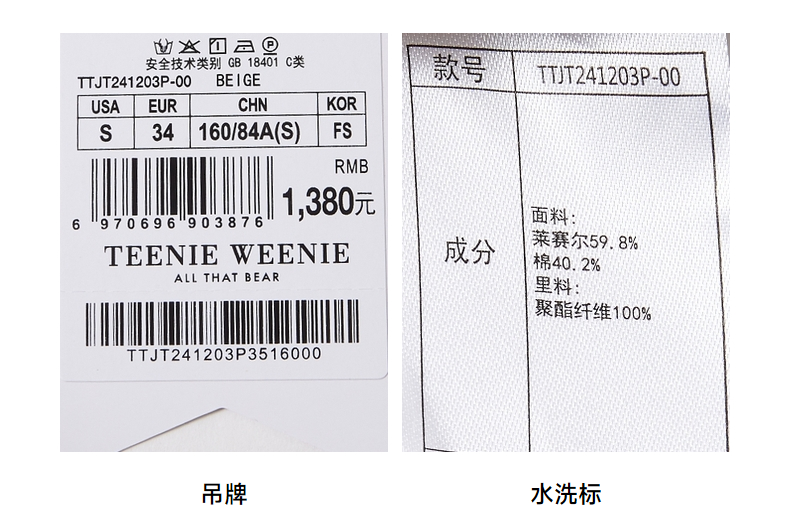 安全技术类别 GB 18401 C类
TTJT241203P-00 BEIGE
USA EUR CHN KOR
S 34 160/84A(S) FS
RMB
1,380元
6 970696 903876
TEENIE WEENIE
ALL THAT BEAR
TTJT241203P3516000
吊牌
款号 TTJT241203P-00
成分
面料:
莱赛尔59.8%
棉40.2%
里料:
聚酯纤维100%
水洗标